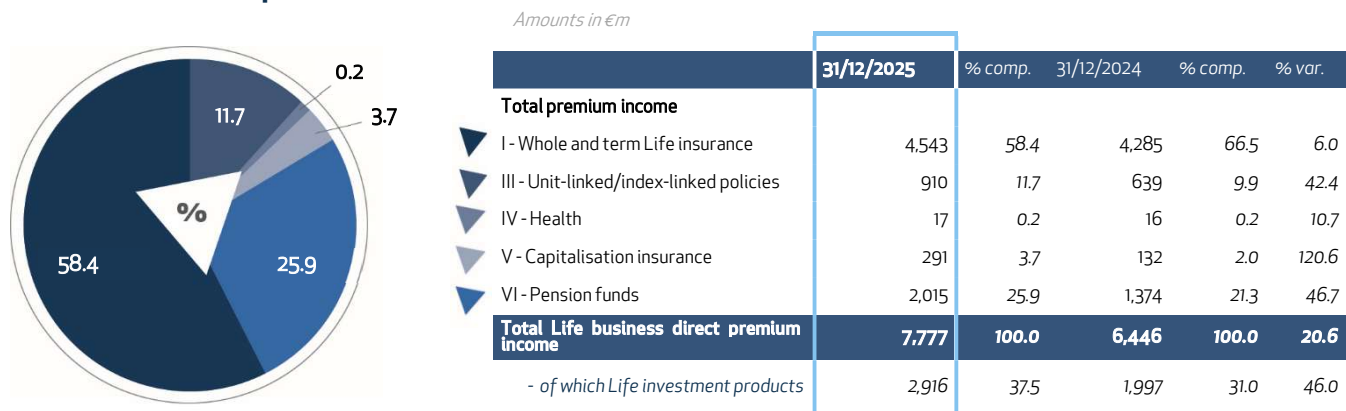 Amounts in €m
31/12/2025 % comp. 31/12/2024 % comp. % var.
Total premium income
I - Whole and term Life insurance 4,543 58.4 4,285 66.5 6.0
III - Unit-linked/index-linked policies 910 11.7 639 9.9 42.4
IV - Health 17 0.2 16 0.2 10.7
V - Capitalisation insurance 291 3.7 132 2.0 120.6
VI - Pension funds 2,015 25.9 1,374 21.3 46.7
Total Life business direct premium
income 7,777 100.0 6,446 100.0 20.6
- of which Life investment products 2,916 37.5 1,997 31.0 46.0
0.2
11.7
3.7
%
58.4
25.9